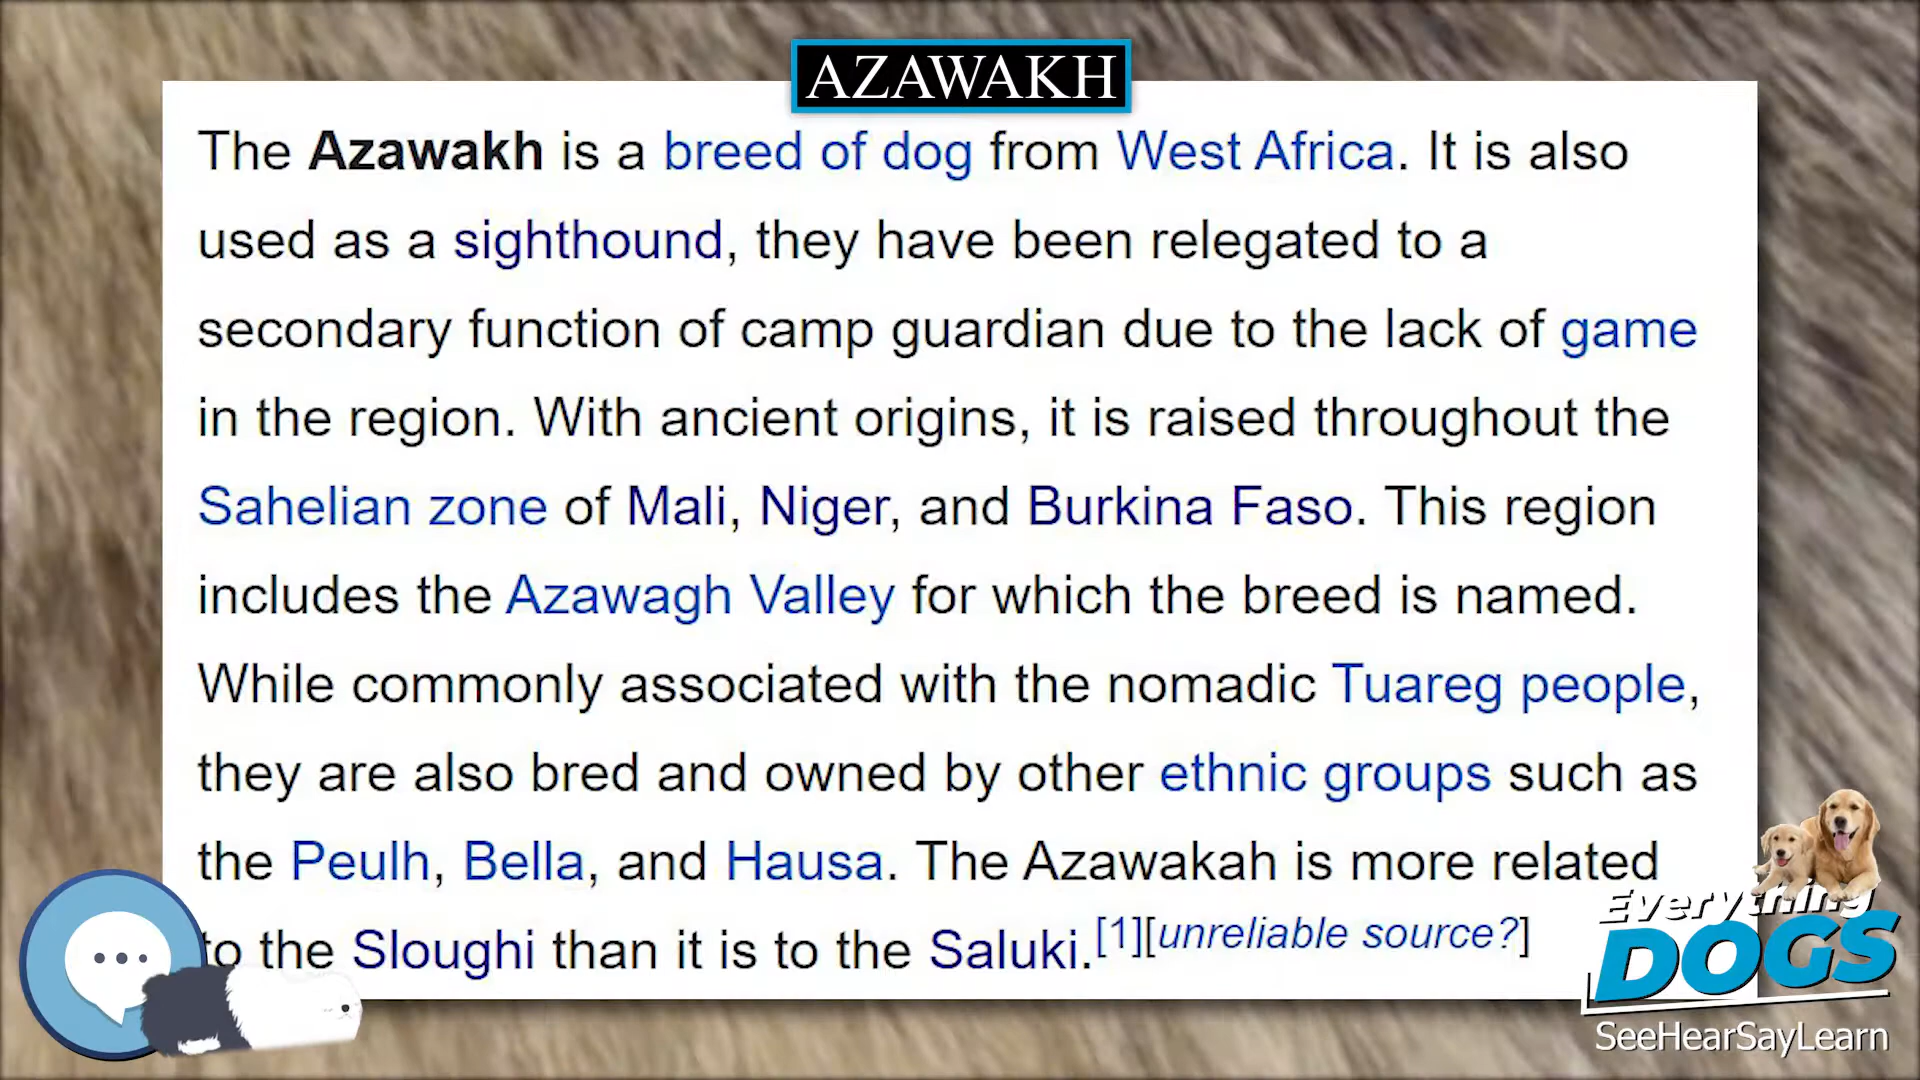 AZAWAKH
The Azawakh is a breed of dog from West Africa. It is also
used as a sighthound, they have been relegated to a
secondary function of camp guardian due to the lack of game
in the region. With ancient origins, it is raised throughout the
Sahelian zone of Mali, Niger, and Burkina Faso. This region
includes the Azawagh Valley for which the breed is named.
While commonly associated with the nomadic Tuareg people,
they are also bred and owned by other ethnic groups such as
the Peulh, Bella, and Hausa. The Azawakah is more related
to the Sloughi than it is to the Saluki.[1][unreliable source?]
Everything
DOGS
SeeHearSayLearn